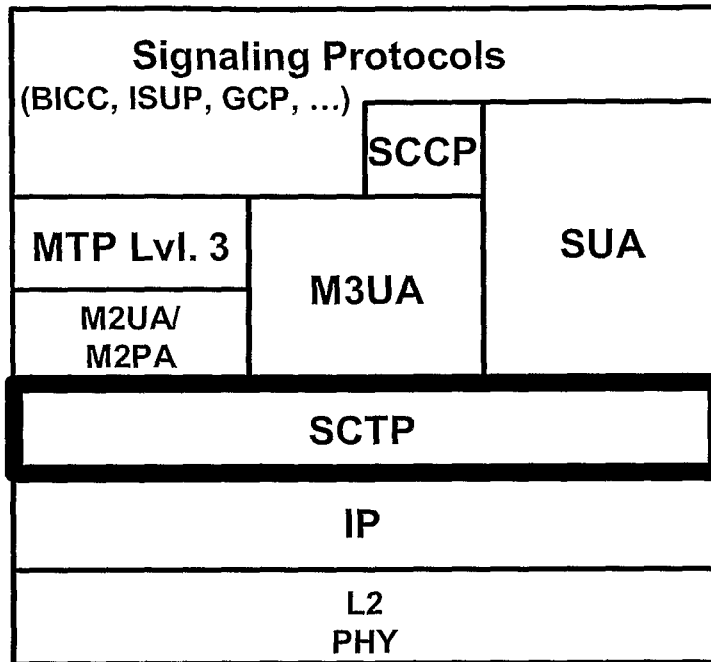 Signaling Protocols
(BICC, ISUP, GCP, ...)
SCCP
MTP Lvl. 3
M3UA
SUA
M2UA/
M2PA
SCTP
IP
L2
PHY